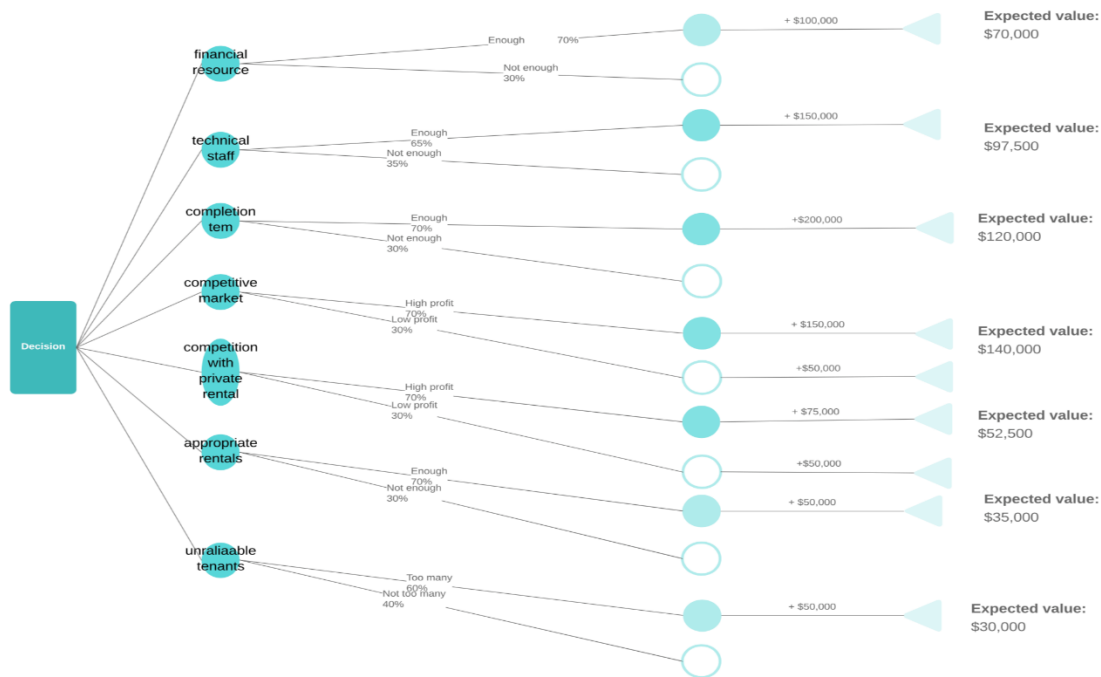 Decision
financial
resource
Enough 70%
Not enough
30%
+ $100,000
Expected value:
$70,000
technical
staff
Enough
65%
Not enough
35%
+ $150,000
Expected value:
$97,500
completion
tem
Enough
70%
Not enough
30%
+$200,000
Expected value:
$120,000
competitive
market
High profit
70%
Low profit
30%
+ $150,000
+$50,000
Expected value:
$140,000
competition
with
private
rental
High profit
70%
Low profit
30%
+ $75,000
+$50,000
Expected value:
$52,500
appropriate
rentals
Enough
70%
Not enough
30%
+ $50,000
Expected value:
$35,000
unraliaable
tenants
Too many
60%
Not too many
40%
+ $50,000
Expected value:
$30,000